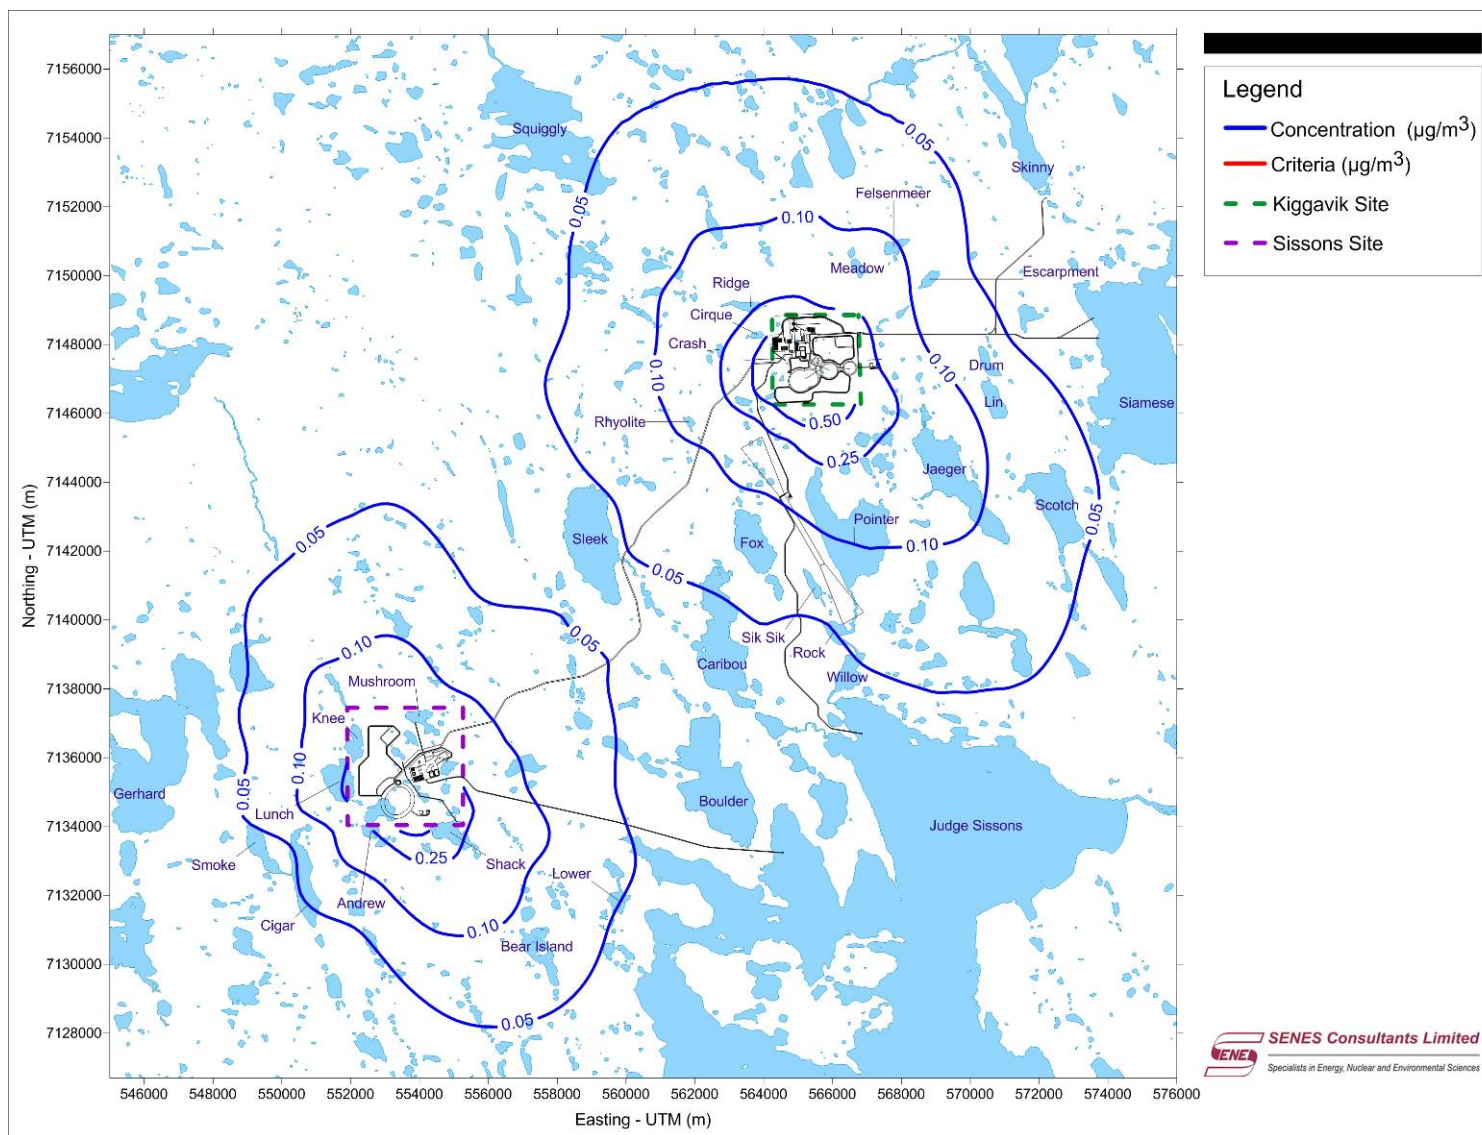 Legend
Concentration (µg/m3)
Criteria (µg/m3)
Kiggavik Site
Sissons Site
Northing - UTM (m)
7156000
7154000
7152000
7150000
7148000
7146000
7144000
7142000
7140000
7138000
7136000
7134000
7132000
7130000
7128000
Squiggly
0.05
Skinny
Felsenmeer
0.05
0.10
Meadow
Escarpment
Ridge
Cirque
Crash
Drum
0.10
0.10
Lin
Siamese
Rhyolite
0.50
0.25
Jaeger
Scotch
Pointer
0.05
Sleek
Fox
0.10
0.05
0.05
Sik Sik
Rock
Caribou
Willow
0.05
0.10
Mushroom
Knee
0.10
0.05
Gerhard
Lunch
Boulder
Judge Sissons
Smoke
0.25
Shack
Lower
Andrew
Cigar
0.10
Bear Island
0.05
546000 548000 550000 552000 554000 556000 558000 560000 562000 564000 566000 568000 570000 572000 574000 576000
Easting - UTM (m)
SENES
SENES Consultants Limited
Specialists in Energy, Nuclear and Environmental Sciences